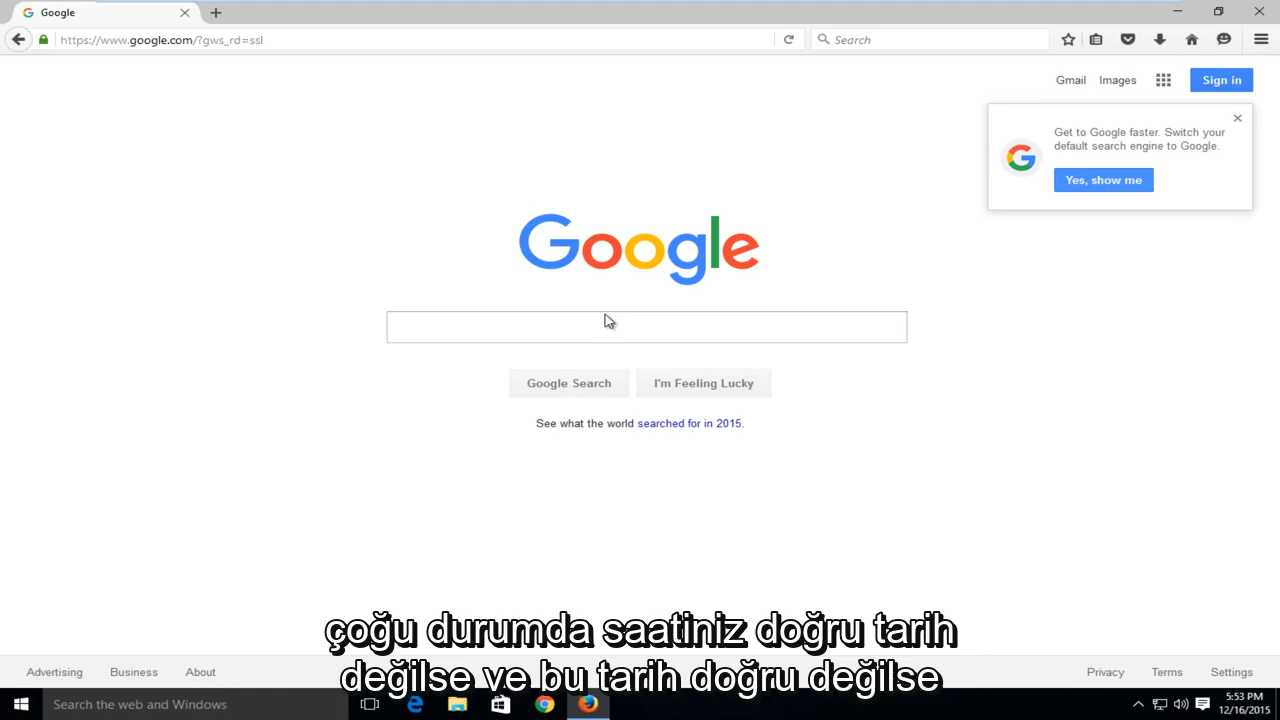 Google
https://www.google.com/?gws_rd=ssl
Search
Gmail Images Sign in
Get to Google faster. Switch your
default search engine to Google.
Yes, show me
Google
Google Search I'm Feeling Lucky
See what the world searched for in 2015.
çoğu durumda saatiniz doğru tarih
değilse ve bu tarih doğru değilse
Advertising Business About Privacy Terms Settings
Search the web and Windows
5:53 PM
12/16/2015